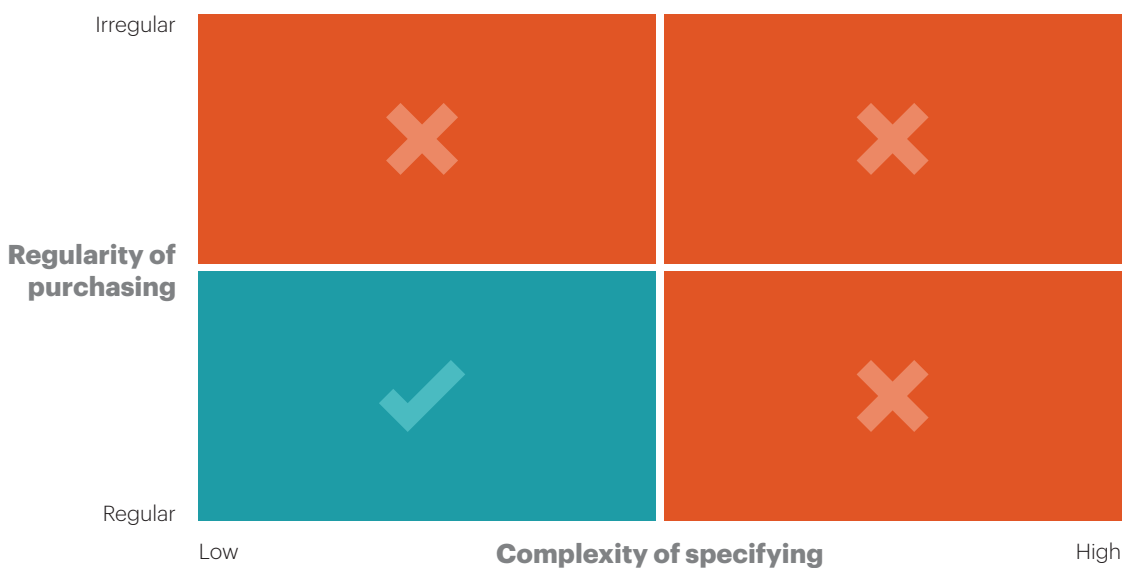 Irregular
Regularity of
purchasing
Regular
Low
Complexity of specifying
High